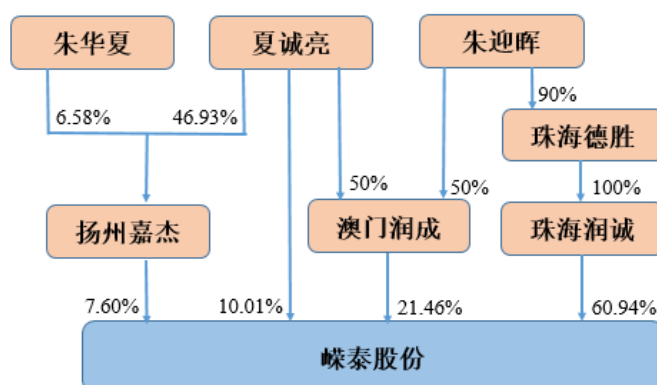 朱华夏
夏诚亮
朱迎晖
6.58%
46.93%
90%
珠海德胜
50%
50%
100%
扬州嘉杰
澳门润成
珠海润诚
7.60%
10.01%
21.46%
60.94%
嵘泰股份